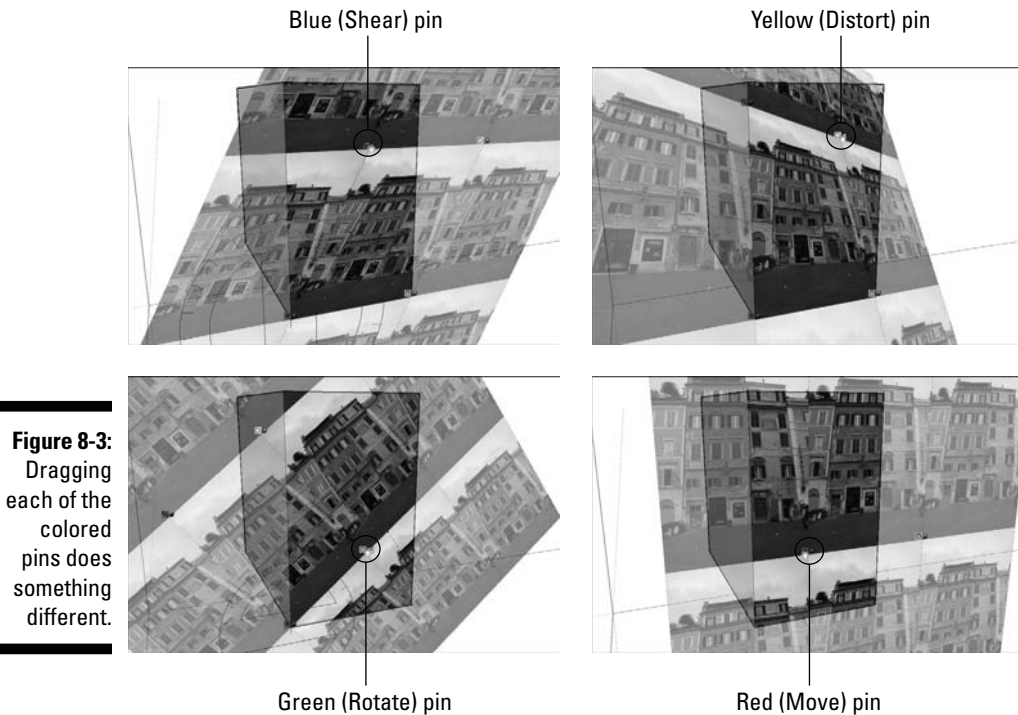 Blue (Shear) pin
Yellow (Distort) pin
Figure 8-3:
Dragging
each of the
colored
pins does
something
different.
Green (Rotate) pin
Red (Move) pin